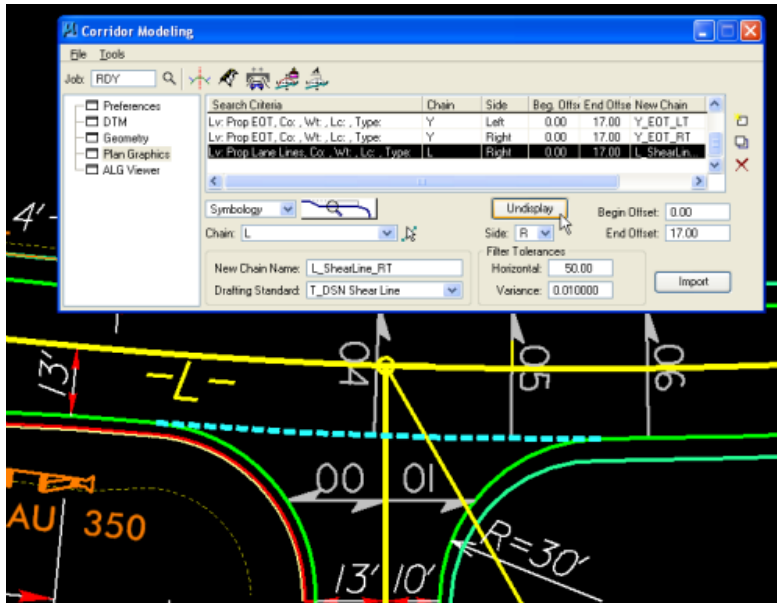 Corridor Modeling
File Tools
Job: RDY
Preferences
DTM
Geometry
Plan Graphics
ALG Viewer
Search Criteria Chain Side Beg. Offse End Offse New Chain
Lv: Prop EOT, Co: , Wt: , Lc: , Type: Y Left 0.00 17.00 Y_EOT_LT
Lv: Prop EOT, Co: , Wt: , Lc: , Type: Y Right 0.00 17.00 Y_EOT_RT
Lv: Prop Lane Lines, Co: , Wt: , Lc: , Type: L Right 0.00 17.00 L_ShearLin...
Symbology Undisplay Begin Offset: 0.00
Chain: L Side: R End Offset: 17.00
Filter Tolerances
New Chain Name: L_ShearLine_RT Horizontal: 50.00 Import
Drafting Standard: T_DSN Shear Line Variance: 0.010000
4'-
04 05 06
13' -L-
00 01
AU 350
R=30'
13' 10'